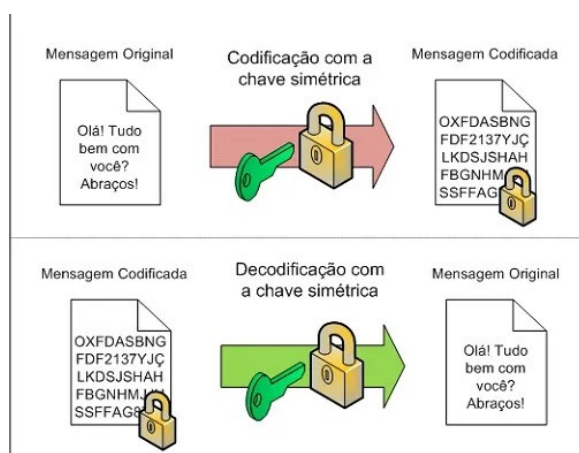 Mensagem Original
Codificação com a
chave simétrica
Mensagem Codificada
Olá! Tudo
bem com
você?
Abraços!
OXFDASBNG
FDF2137YJÇ
LKDSJSHAH
FBGNHM
SSFFAG
Mensagem Codificada
Decodificação com
a chave simétrica
Mensagem Original
OXFDASBNG
FDF2137YJÇ
LKDSJSHAH
FBGNHM
SSFFAG
Olá! Tudo
bem com
você?
Abraços!